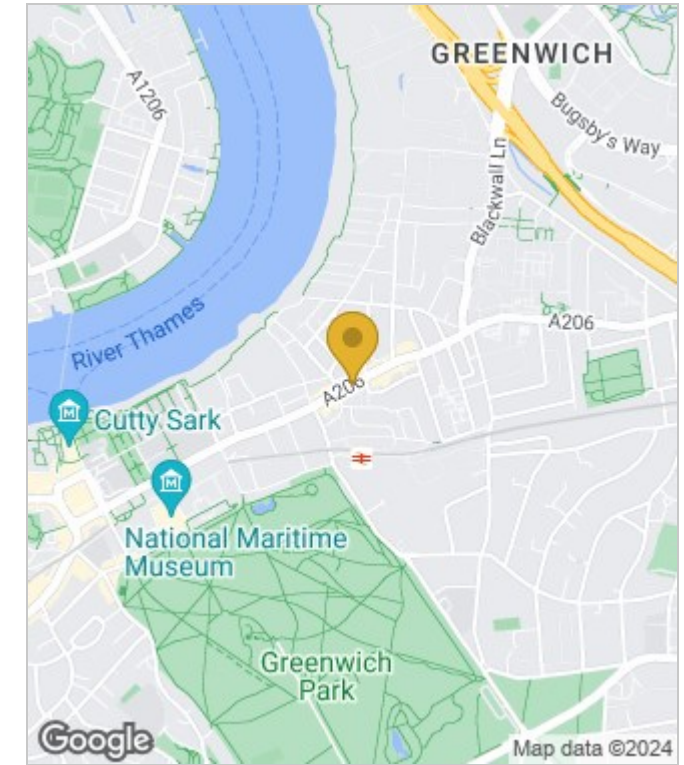 GREENWICH
A1206
Bugsby's Way
Blackwall Ln
River Thames
A206
A206
Cutty Sark
National Maritime
Museum
Greenwich
Park
Google
Map data ©2024